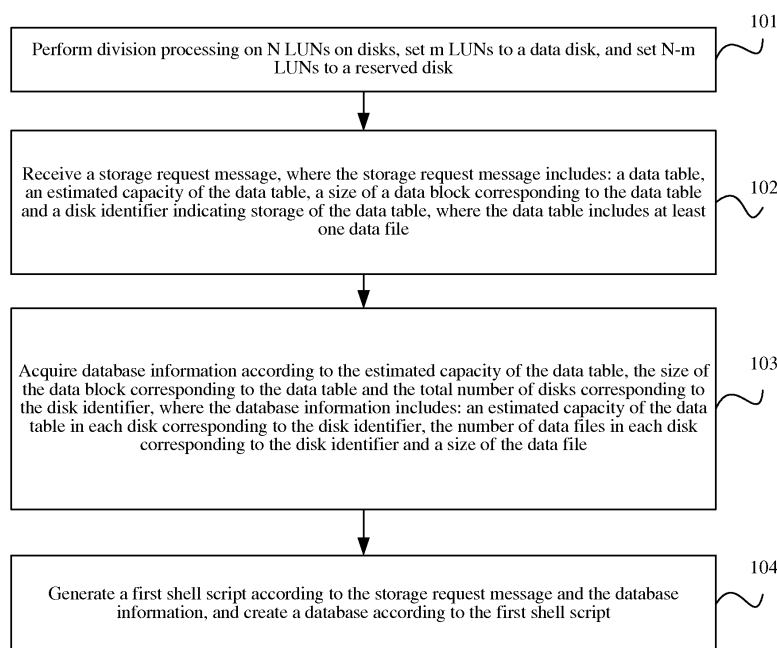 101
Perform division processing on N LUNs on disks, set m LUNs to a data disk, and set N-m
LUNs to a reserved disk
Receive a storage request message, where the storage request message includes: a data table,
an estimated capacity of the data table, a size of a data block corresponding to the data table
and a disk identifier indicating storage of the data table, where the data table includes at least
one data file
102
Acquire database information according to the estimated capacity of the data table, the size of
the data block corresponding to the data table and the total number of disks corresponding to
the disk identifier, where the database information includes: an estimated capacity of the data
table in each disk corresponding to the disk identifier, the number of data files in each disk
corresponding to the disk identifier and a size of the data file
103
Generate a first shell script according to the storage request message and the database
information, and create a database according to the first shell script
104